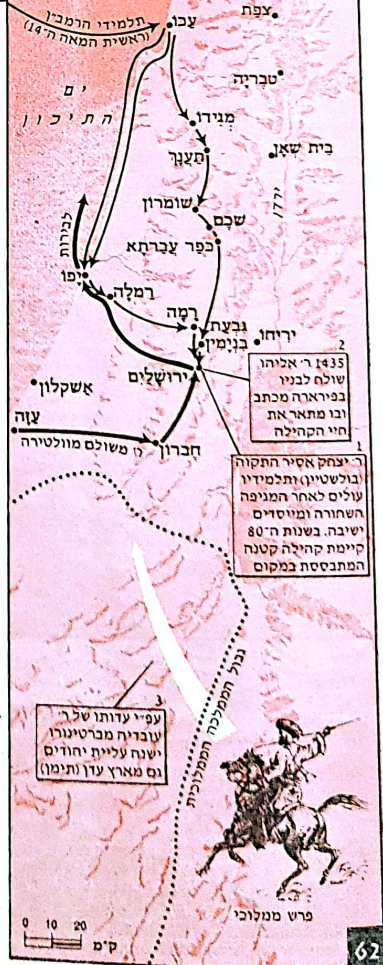 צפת
תלמידי הרמב"ן
(ראשית המאה ה־14)
עכו
ים
התיכון
טבריה
מגידו
תענך
בית שאן
ירדן
שומרון
שכם
כפר עברתא
לבירות
יפו
רמלה
רמה
גבעת
בנימין
יריחו
ירושלים
2
1435 ר׳ אליהו
שולח לבניו
בפירארה מכתב
ובו מתאר את
חיי הקהילה
אשקלון
עזה
ר׳ משולם מוולטירה
חברון
1
ר׳ יצחק אסיר התקוה
(בולשטיין) ותלמידיו
עולים לאחר המגיפה
השחורה ומייסדים
ישיבה. בשנות ה־80
קיימת קהילה קטנה
המתבססת במקום
גבול הממלכה הממלוכית
3
עפ״י עדותו של ר׳
עובדיה מברטינורו
ישנה עליית יהודים
גם מארץ עדן (תימן)
פרש ממלוכי
0 10 20
ק"מ
62